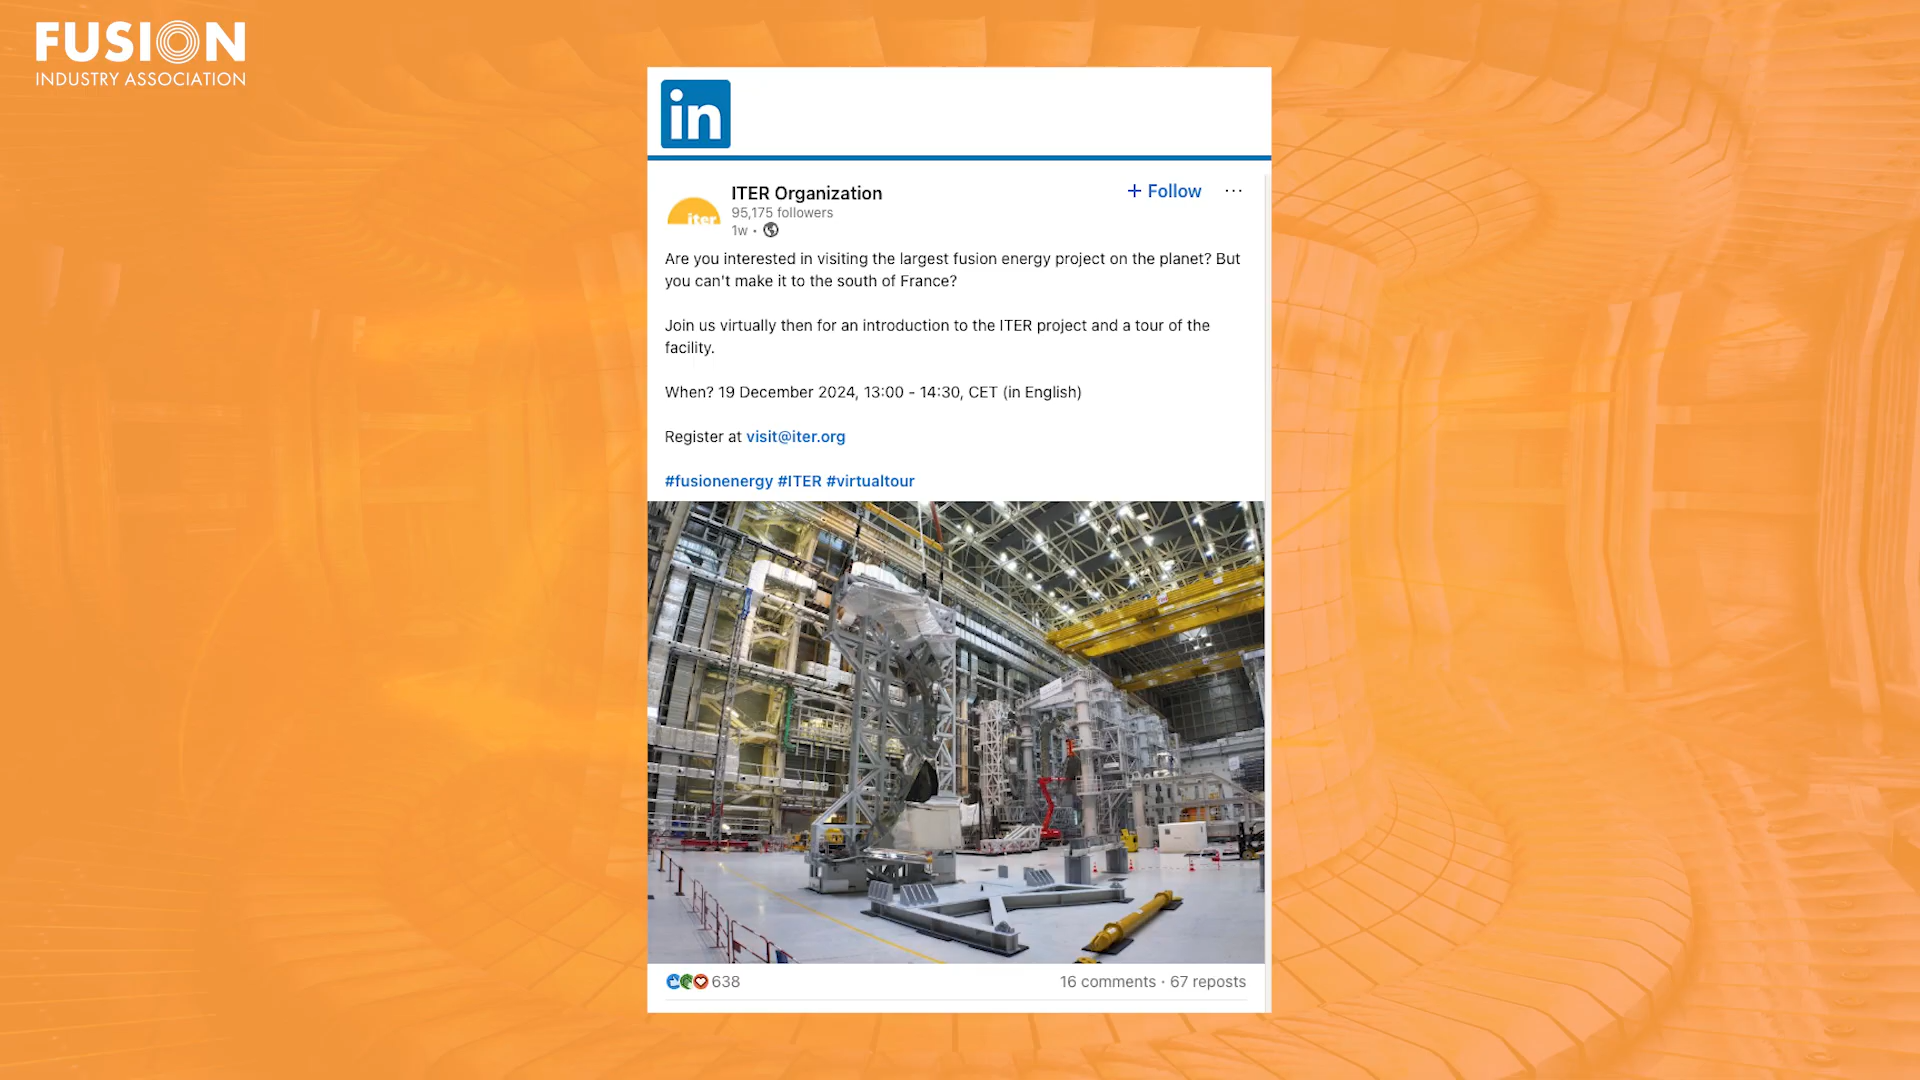 FUSION
INDUSTRY ASSOCIATION
in
ITER Organization
95,175 followers
1w •
iter
+ Follow ···
Are you interested in visiting the largest fusion energy project on the planet? But
you can't make it to the south of France?
Join us virtually then for an introduction to the ITER project and a tour of the
facility.
When? 19 December 2024, 13:00 - 14:30, CET (in English)
Register at visit@iter.org
#fusionenergy #ITER #virtualtour
638
16 comments · 67 reposts